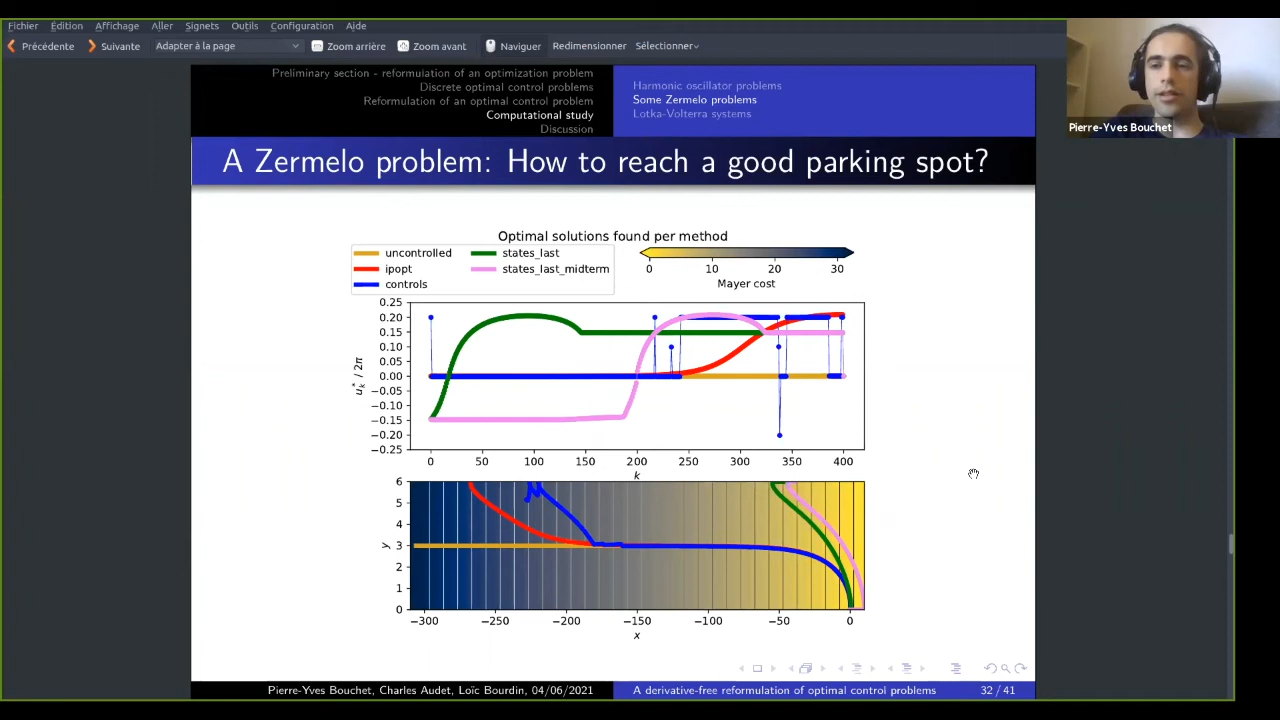 Fichier Édition Affichage Aller Signets Outils Configuration Aide
Précédente Suivante Adapter à la page Zoom arrière Zoom avant Naviguer Redimensionner Sélectionner
Pierre-Yves Bouchet
Preliminary section - reformulation of an optimization problem
Discrete optimal control problems
Reformulation of an optimal control problem
Computational study
Discussion
Harmonic oscillator problems
Some Zermelo problems
Lotka-Volterra systems
A Zermelo problem: How to reach a good parking spot?
Optimal solutions found per method
uncontrolled
ipopt
controls
states_last
states_last_midterm
0 10 20 30
Mayer cost
0.25
0.20
0.15
0.10
0.05
0.00
−0.05
−0.10
−0.15
−0.20
−0.25
u*k / 2π
0 50 100 150 200 250 300 350 400
k
6
5
4
3
2
1
0
y
−300 −250 −200 −150 −100 −50 0
x
Pierre-Yves Bouchet, Charles Audet, Loïc Bourdin, 04/06/2021 A derivative-free reformulation of optimal control problems 32 / 41